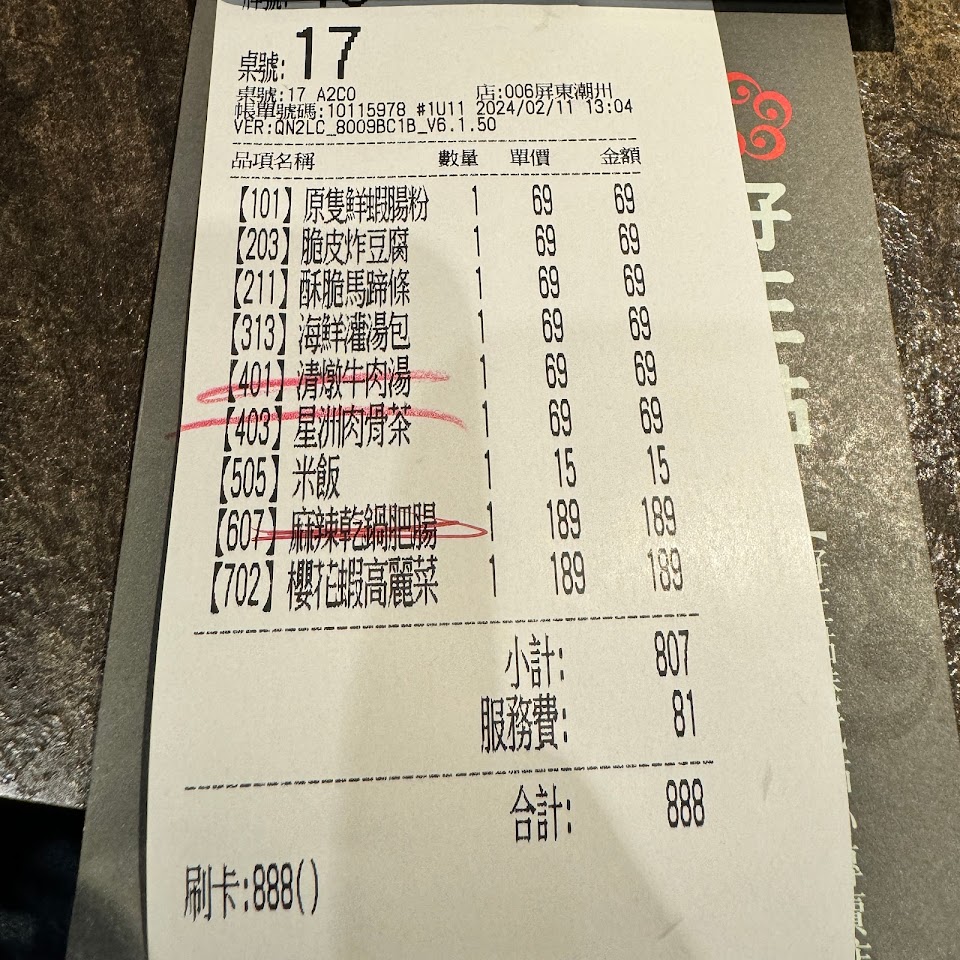 桌號:17
桌號:17 A2CO 店:006屏東潮州
帳單號碼:10115978 #1U11 2024/02/11 13:04
VER:QN2LC_8009BC1B_V6.1.50
品項名稱 數量 單價 金額
【101】原隻鮮蝦腸粉 1 69 69
【203】脆皮炸豆腐 1 69 69
【211】酥脆馬蹄條 1 69 69
【313】海鮮灌湯包 1 69 69
【401】清燉牛肉湯 1 69 69
【403】星洲肉骨茶 1 69 69
【505】米飯 1 15 15
【607】麻辣乾鍋肥腸 1 189 189
【702】櫻花蝦高麗菜 1 189 189
小計: 807
服務費: 81
合計: 888
刷卡:888()